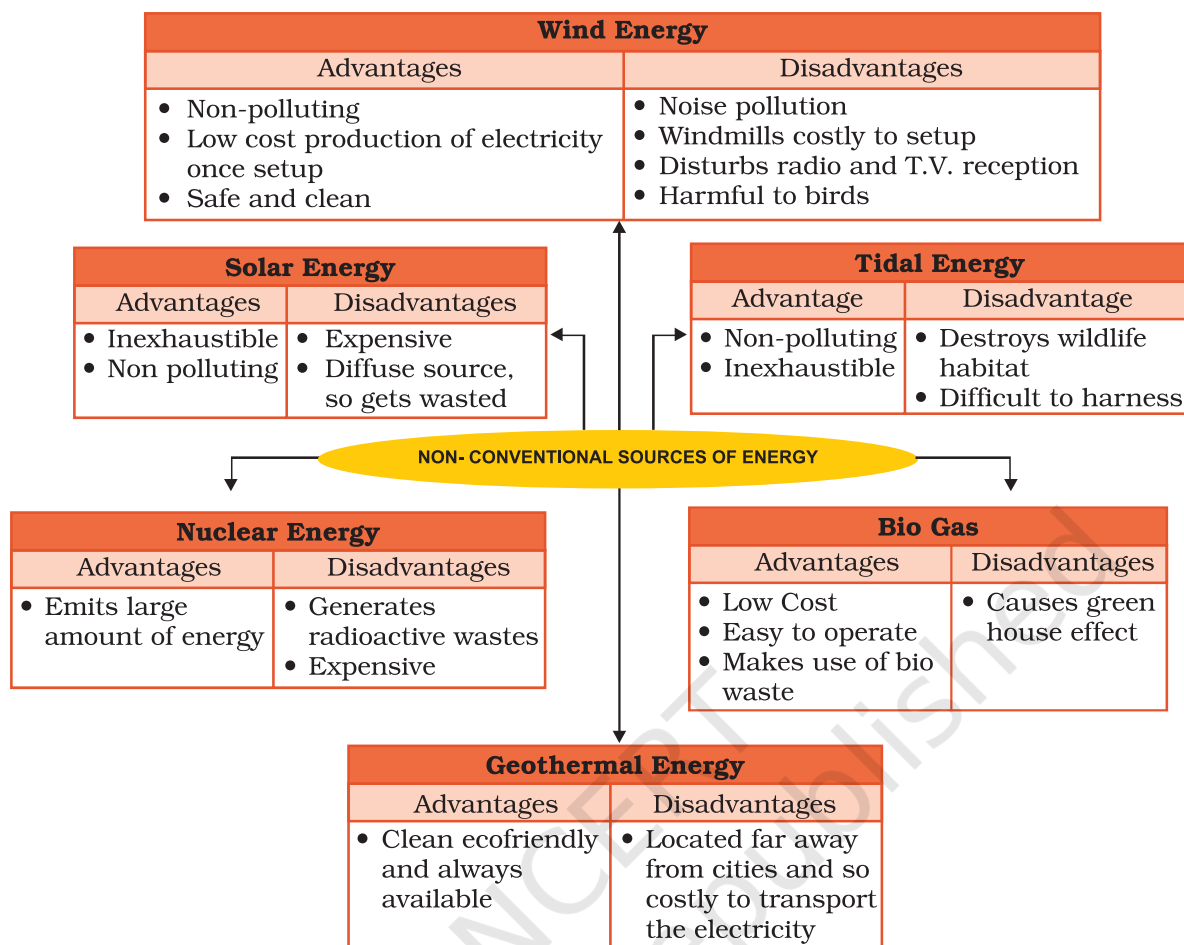 Wind Energy
Advantages
Disadvantages
• Non-polluting
• Low cost production of electricity
once setup
• Safe and clean
• Noise pollution
• Windmills costly to setup
• Disturbs radio and T.V. reception
• Harmful to birds
Solar Energy
Advantages
Disadvantages
• Inexhaustible
• Non polluting
• Expensive
• Diffuse source,
so gets wasted
Tidal Energy
Advantage
Disadvantage
• Non-polluting
• Inexhaustible
• Destroys wildlife
habitat
• Difficult to harness
NON- CONVENTIONAL SOURCES OF ENERGY
Nuclear Energy
Advantages
Disadvantages
• Emits large
amount of energy
• Generates
radioactive wastes
• Expensive
Bio Gas
Advantages
Disadvantages
• Low Cost
• Easy to operate
• Makes use of bio
waste
• Causes green
house effect
Geothermal Energy
Advantages
Disadvantages
• Clean ecofriendly
and always
available
• Located far away
from cities and so
costly to transport
the electricity
NCERT